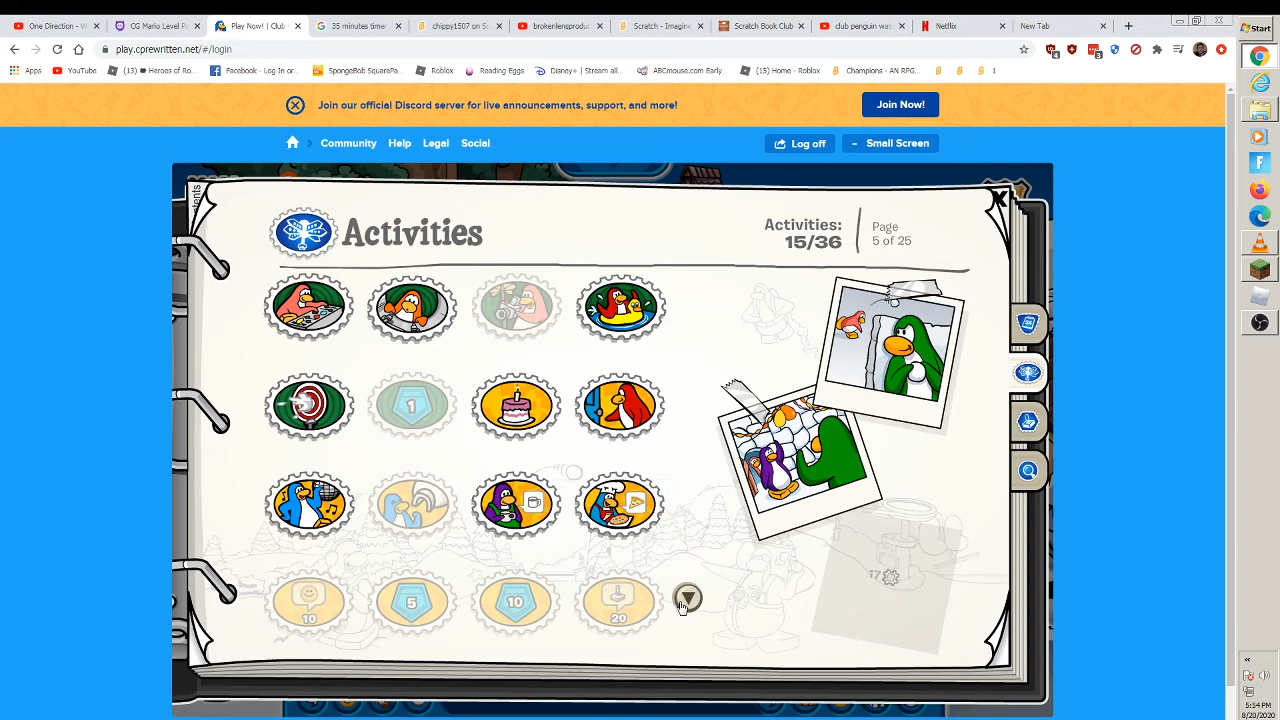 One Direction - W
CG Mario Level P
Play Now! | Club
35 minutes timer
chippy1507 on Sc
brokenlensproduc
Scratch - Imagine
Scratch Book Club
club penguin wate
Netflix
New Tab
Start
play.cprewritten.net/#/login
Apps
YouTube
(13) ❤ Heroes of Ro...
Facebook - Log In or...
SpongeBob SquarePa...
Roblox
Reading Eggs
Disney+ | Stream all...
ABCmouse.com Early...
(15) Home - Roblox
Champions - AN RPG...
1
Join our official Discord server for live announcements, support, and more!
Join Now!
Community
Help
Legal
Social
Log off
- Small Screen
Activities
Activities:
15/36
Page
5 of 25
1
10
5
10
20
17
5:54 PM
8/20/2020